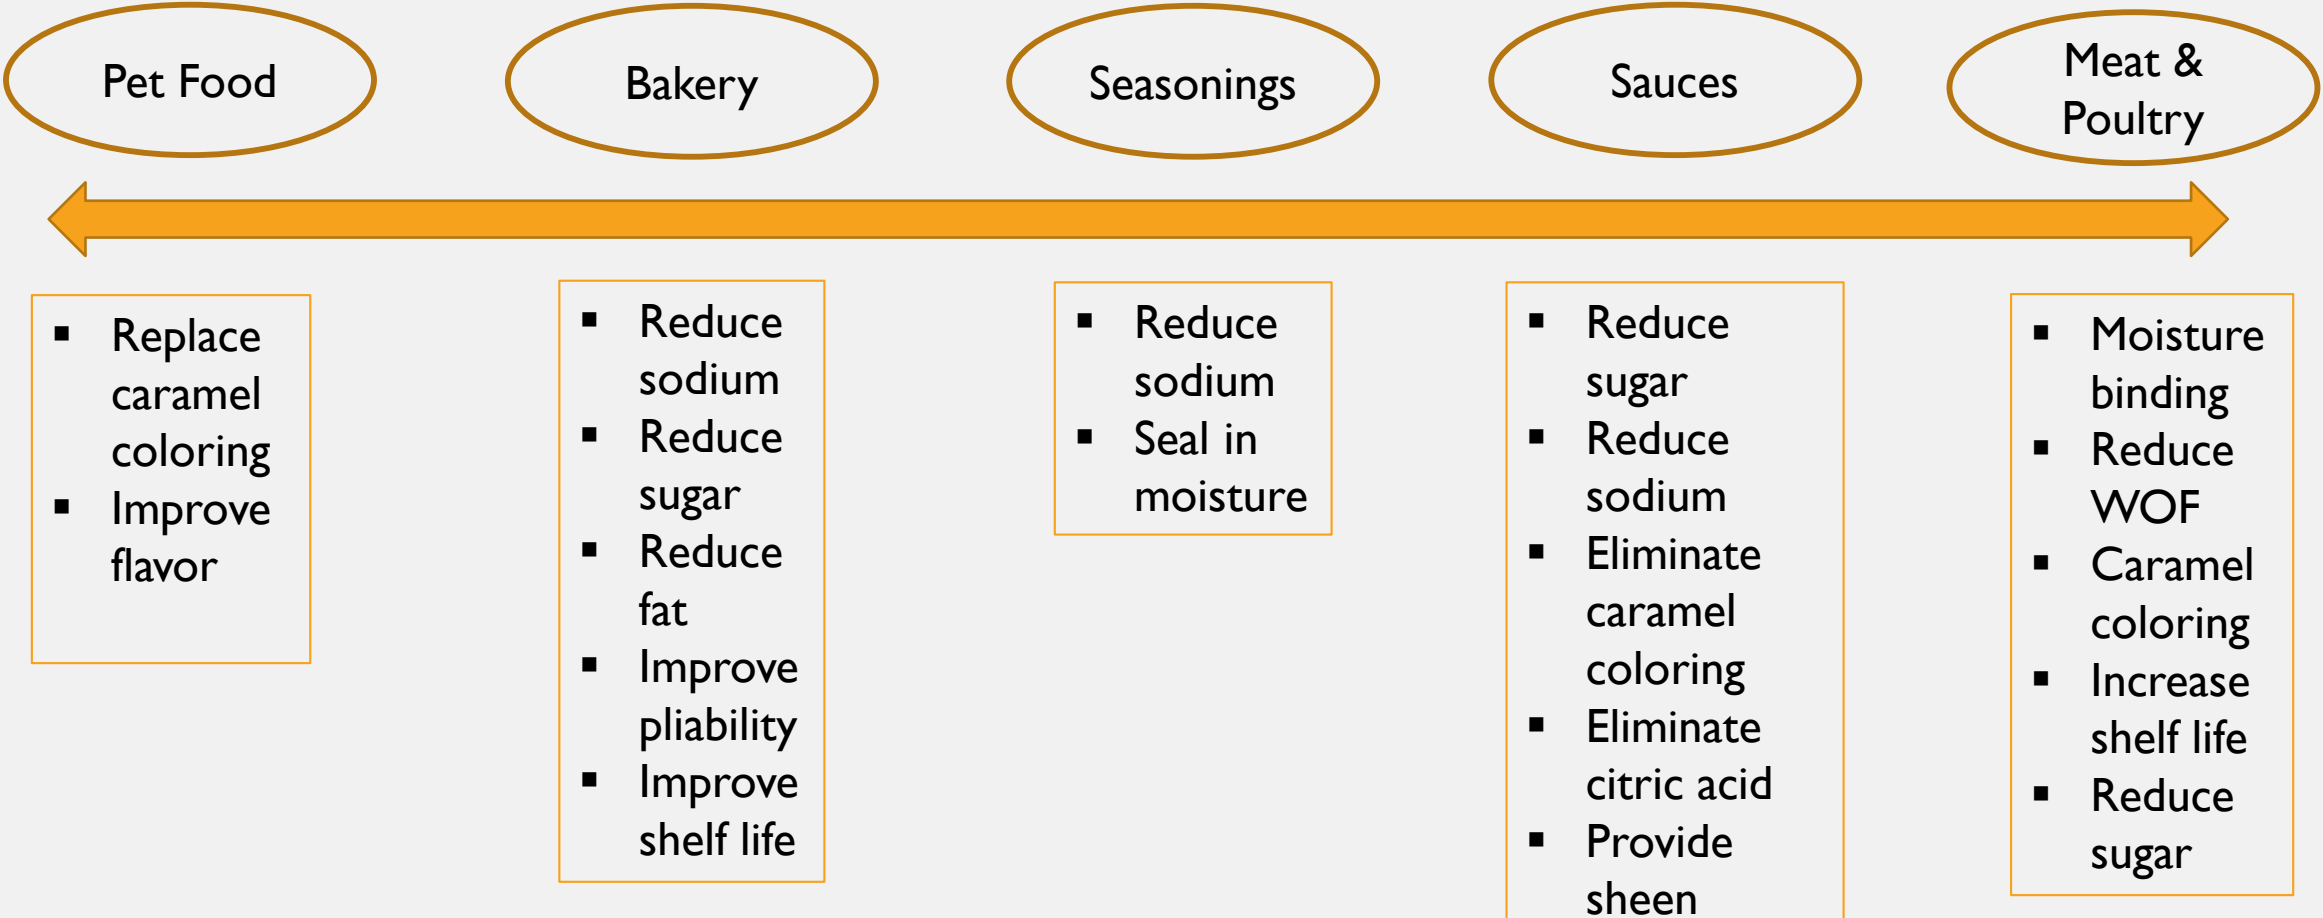 Pet Food
Bakery
Seasonings
Sauces
Meat &
Poultry
▪ Replace
caramel
coloring
▪ Improve
flavor
▪ Reduce
sodium
▪ Reduce
sugar
▪ Reduce
fat
▪ Improve
pliability
▪ Improve
shelf life
▪ Reduce
sodium
▪ Seal in
moisture
▪ Reduce
sugar
▪ Reduce
sodium
▪ Eliminate
caramel
coloring
▪ Eliminate
citric acid
▪ Provide
sheen
▪ Moisture
binding
▪ Reduce
WOF
▪ Caramel
coloring
▪ Increase
shelf life
▪ Reduce
sugar